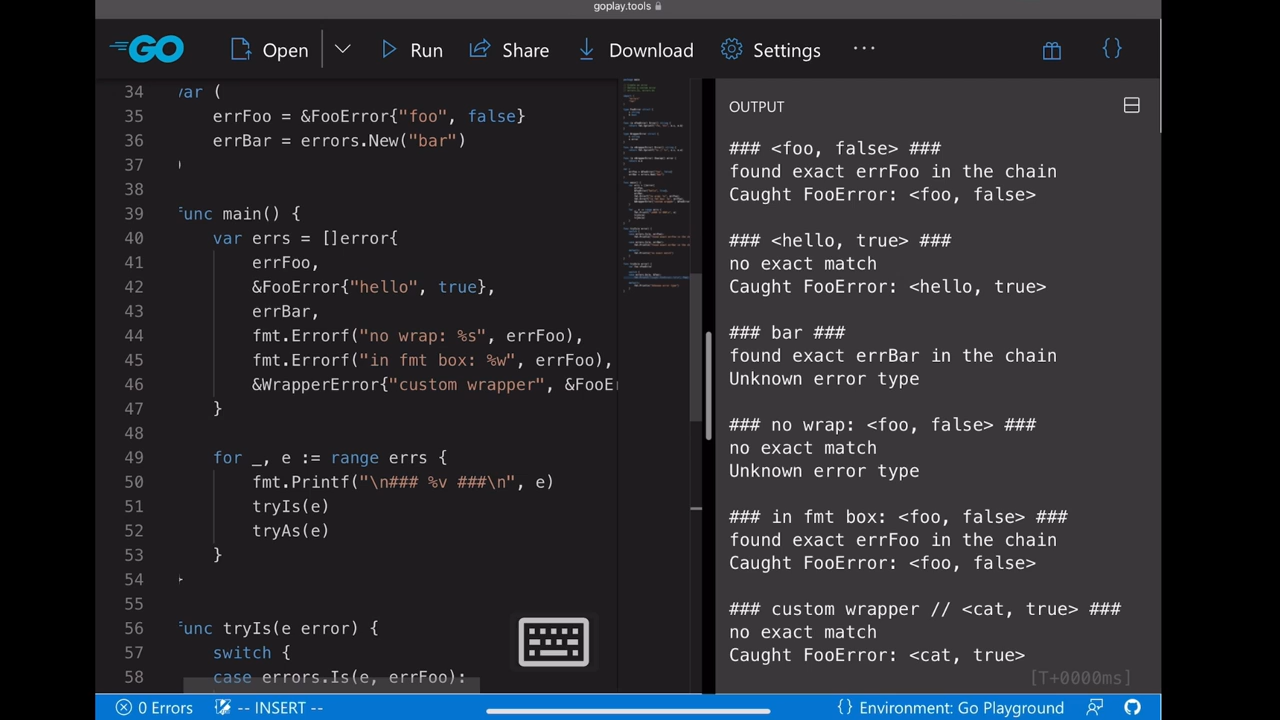 goplay.tools
GO Open Run Share Download Settings ··· {}
34 var (
35 errFoo = &FooError{"foo", false}
36 errBar = errors.New("bar")
37 )
38
39 func main() {
40 var errs = []error{
41 errFoo,
42 &FooError{"hello", true},
43 errBar,
44 fmt.Errorf("no wrap: %s", errFoo),
45 fmt.Errorf("in fmt box: %w", errFoo),
46 &WrapperError{"custom wrapper", &FooEr
47 }
48
49 for _, e := range errs {
50 fmt.Printf("\n### %v ###\n", e)
51 tryIs(e)
52 tryAs(e)
53 }
54 }
55
56 func tryIs(e error) {
57 switch {
58 case errors.Is(e, errFoo):
OUTPUT
### <foo, false> ###
found exact errFoo in the chain
Caught FooError: <foo, false>
### <hello, true> ###
no exact match
Caught FooError: <hello, true>
### bar ###
found exact errBar in the chain
Unknown error type
### no wrap: <foo, false> ###
no exact match
Unknown error type
### in fmt box: <foo, false> ###
found exact errFoo in the chain
Caught FooError: <foo, false>
### custom wrapper // <cat, true> ###
no exact match
Caught FooError: <cat, true>
[T+0000ms]
0 Errors -- INSERT -- {} Environment: Go Playground